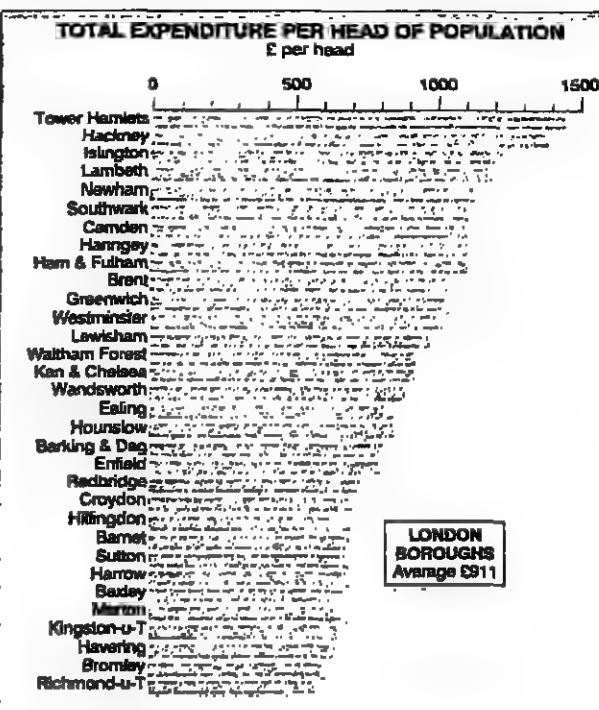 TOTAL EXPENDITURE PER HEAD OF POPULATION
£ per head
0 500 1000 1500
Tower Hamlets
Hackney
Islington
Lambeth
Newham
Southwark
Camden
Haringey
Ham & Fulham
Brent
Greenwich
Westminster
Lewisham
Waltham Forest
Ken & Chelsea
Wandsworth
Ealing
Hounslow
Barking & Dag
Enfield
Redbridge
Croydon
Hillingdon
Barnet
Sutton
Harrow
Bexley
Merton
Kingston-u-T
Havering
Bromley
Richmond-u-T
LONDON
BOROUGHS
Average £911